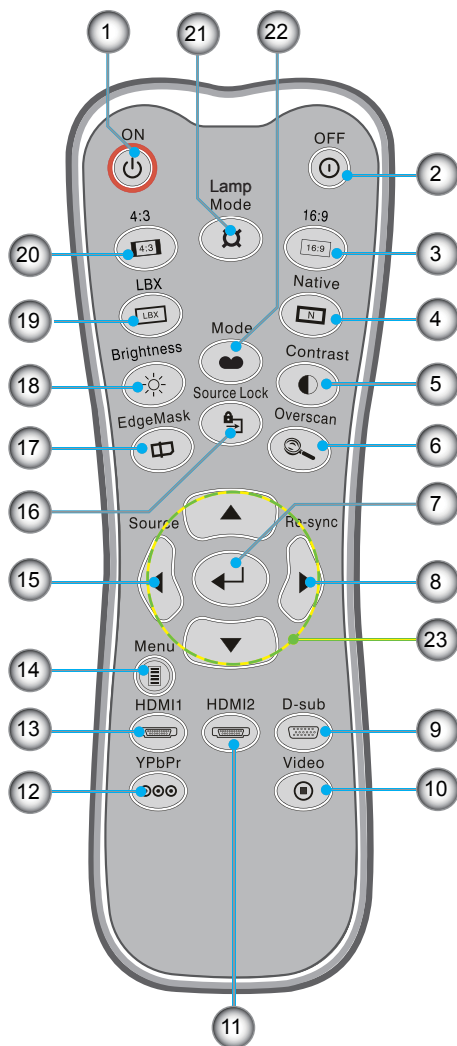 1
21
22
ON
OFF
2
Lamp
Mode
4:3
16:9
4:3
16:9
20
3
LBX
Native
LBX
N
19
4
Mode
Brightness
Contrast
18
5
Source Lock
EdgeMask
Overscan
17
6
16
7
Source
Re-sync
15
8
23
14
Menu
HDMI1
HDMI2
D-sub
13
9
YPbPr
Video
12
10
11